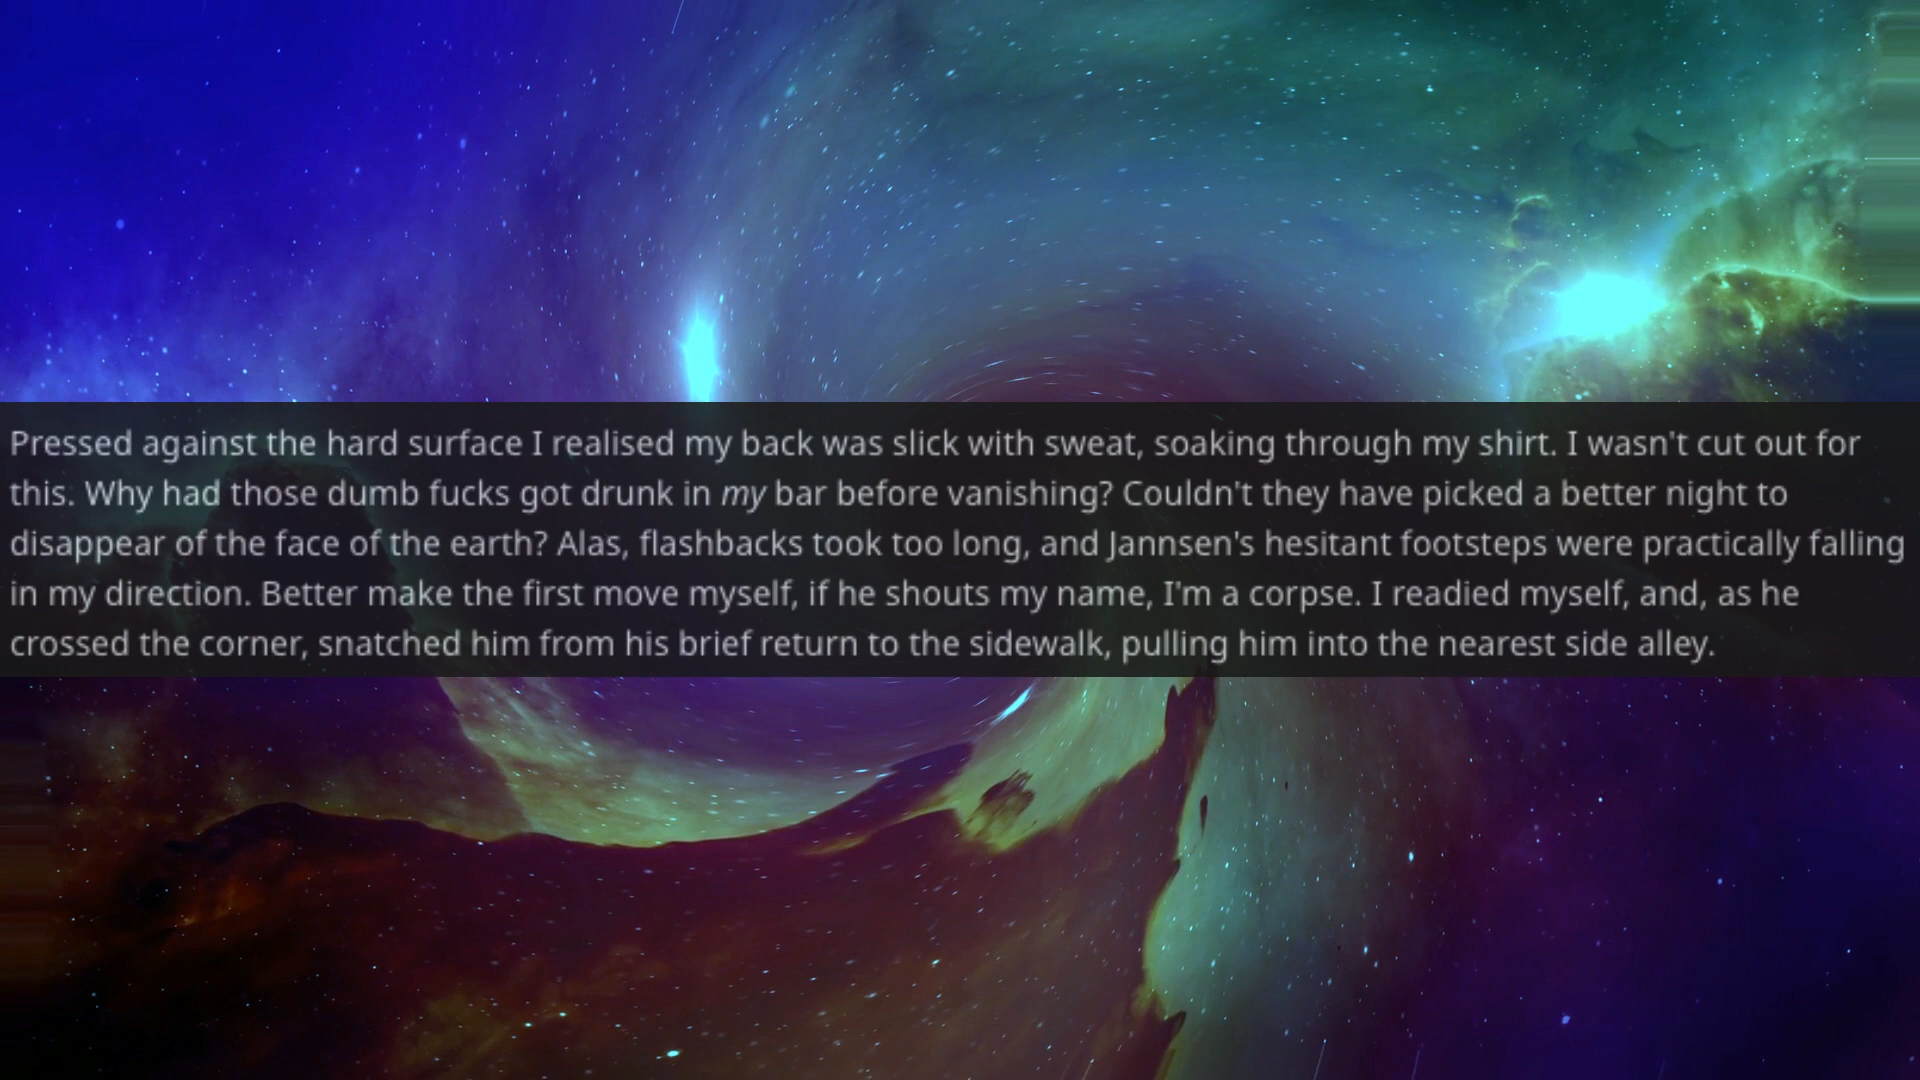 Pressed against the hard surface I realised my back was slick with sweat, soaking through my shirt. I wasn't cut out for
this. Why had those dumb fucks got drunk in my bar before vanishing? Couldn't they have picked a better night to
disappear of the face of the earth? Alas, flashbacks took too long, and Jannsen's hesitant footsteps were practically falling
in my direction. Better make the first move myself, if he shouts my name, I'm a corpse. I readied myself, and, as he
crossed the corner, snatched him from his brief return to the sidewalk, pulling him into the nearest side alley.